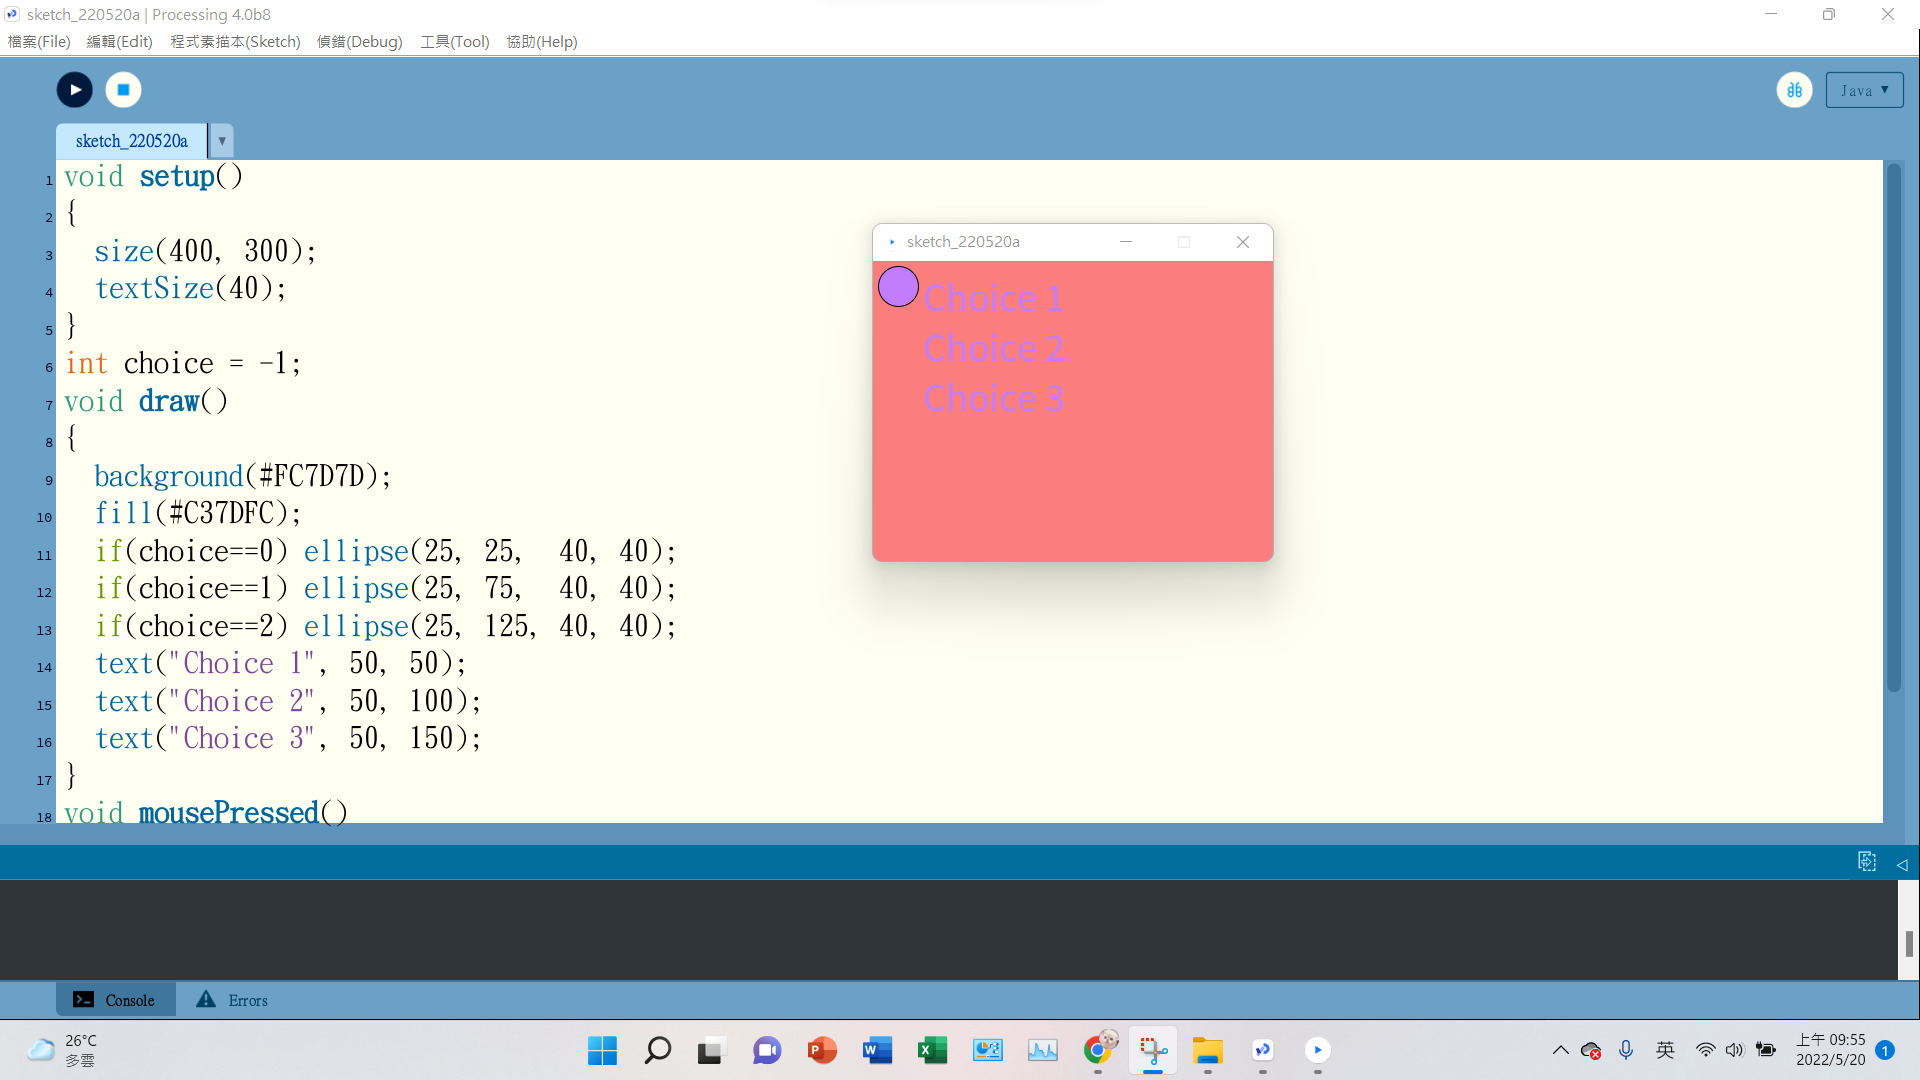 sketch_220520a | Processing 4.0b8
檔案(File) 編輯(Edit) 程式素描本(Sketch) 偵錯(Debug) 工具(Tool) 協助(Help)
Java ▼
sketch_220520a ▼
1 void setup()
2 {
3 size(400, 300);
4 textSize(40);
5 }
6 int choice = -1;
7 void draw()
8 {
9 background(#FC7D7D);
10 fill(#C37DFC);
11 if(choice==0) ellipse(25, 25,  40, 40);
12 if(choice==1) ellipse(25, 75,  40, 40);
13 if(choice==2) ellipse(25, 125, 40, 40);
14 text("Choice 1", 50, 50);
15 text("Choice 2", 50, 100);
16 text("Choice 3", 50, 150);
17 }
18 void mousePressed()
sketch_220520a
Choice 1
Choice 2
Choice 3
Console Errors
26°C
多雲
英
上午 09:55
2022/5/20
1